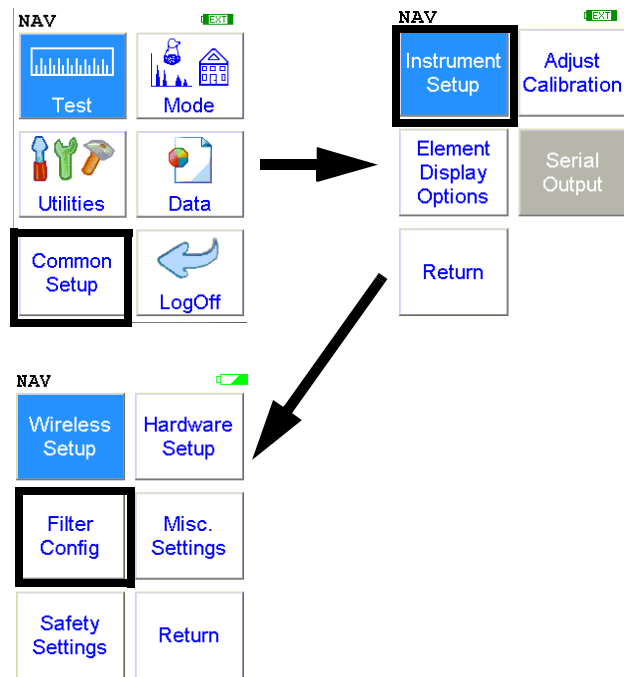 NAV
EXT
Test
Mode
Utilities
Data
Common
Setup
LogOff
NAV
EXT
Instrument
Setup
Adjust
Calibration
Element
Display
Options
Serial
Output
Return
NAV
Wireless
Setup
Hardware
Setup
Filter
Config
Misc.
Settings
Safety
Settings
Return